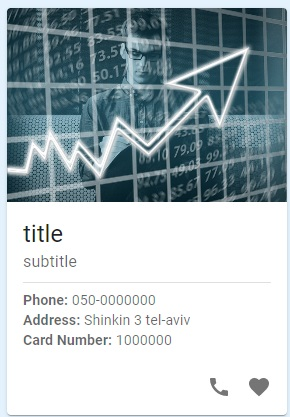 title
subtitle
Phone: 050-0000000
Address: Shinkin 3 tel-aviv
Card Number: 1000000